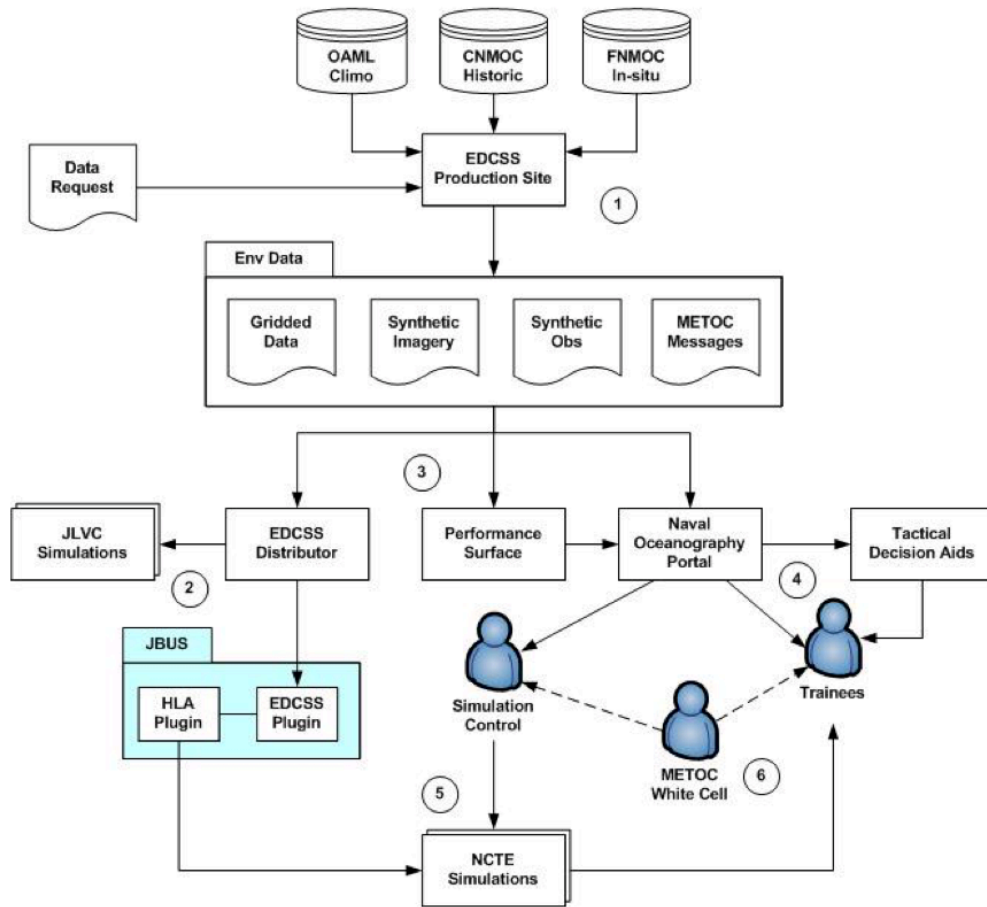 OAML
Climo
CNMOC
Historic
FNMOC
In-situ
Data
Request
EDCSS
Production Site
1
Env Data
Gridded
Data
Synthetic
Imagery
Synthetic
Obs
METOC
Messages
3
JLVC
Simulations
EDCSS
Distributor
Performance
Surface
Naval
Oceanography
Portal
Tactical
Decision Aids
2
4
JBUS
HLA
Plugin
EDCSS
Plugin
Simulation
Control
Trainees
METOC
White Cell
6
5
NCTE
Simulations